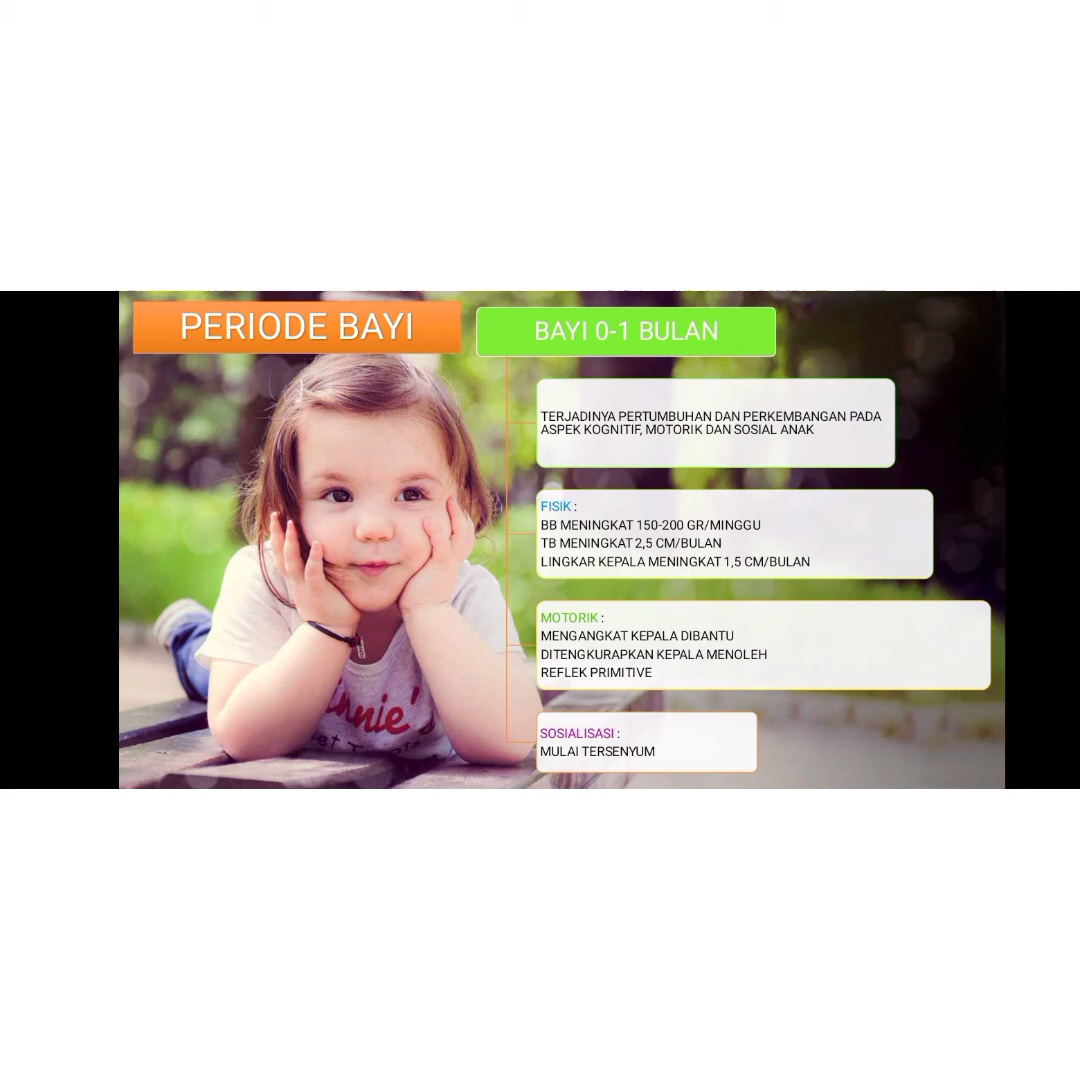 PERIODE BAYI
BAYI 0-1 BULAN
TERJADINYA PERTUMBUHAN DAN PERKEMBANGAN PADA
ASPEK KOGNITIF, MOTORIK DAN SOSIAL ANAK
FISIK :
BB MENINGKAT 150-200 GR/MINGGU
TB MENINGKAT 2,5 CM/BULAN
LINGKAR KEPALA MENINGKAT 1,5 CM/BULAN
MOTORIK :
MENGANGKAT KEPALA DIBANTU
DITENGKURAPKAN KEPALA MENOLEH
REFLEK PRIMITIVE
SOSIALISASI :
MULAI TERSENYUM